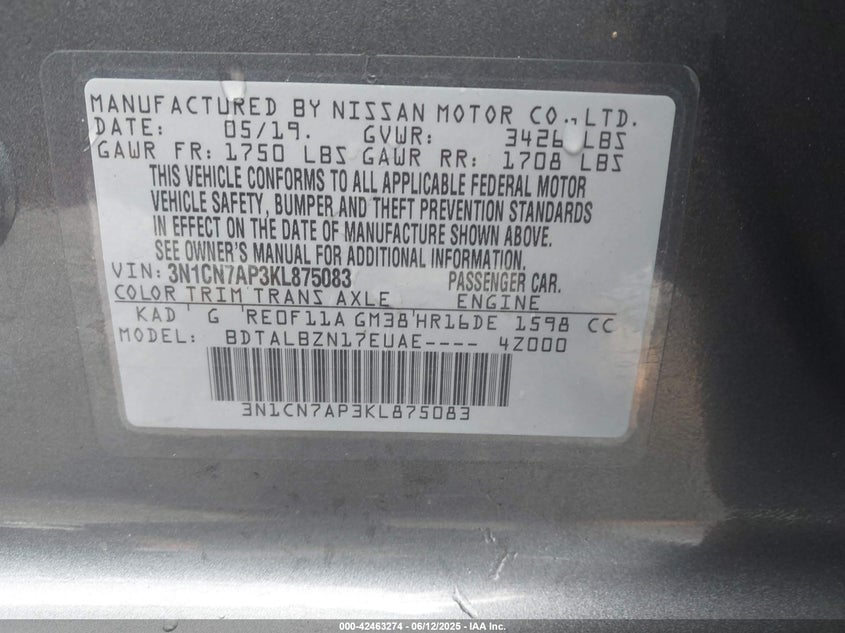 MANUFACTURED BY NISSAN MOTOR CO., LTD.
DATE: 05/19. GVWR: 3426 LBS
GAWR FR: 1750 LBS GAWR RR: 1708 LBS
THIS VEHICLE CONFORMS TO ALL APPLICABLE FEDERAL MOTOR
VEHICLE SAFETY, BUMPER AND THEFT PREVENTION STANDARDS
IN EFFECT ON THE DATE OF MANUFACTURE SHOWN ABOVE.
SEE OWNER'S MANUAL FOR ADDITIONAL INFORMATION.
VIN: 3N1CN7AP3KL875083 PASSENGER CAR.
COLOR TRIM TRANS AXLE ENGINE
KAD G RE0F11A GM38 HR16DE 1598 CC
MODEL: BDTALBZN17EUAE---- 4Z000
3N1CN7AP3KL875083
000-42463274 - 06/12/2025 - IAA Inc.